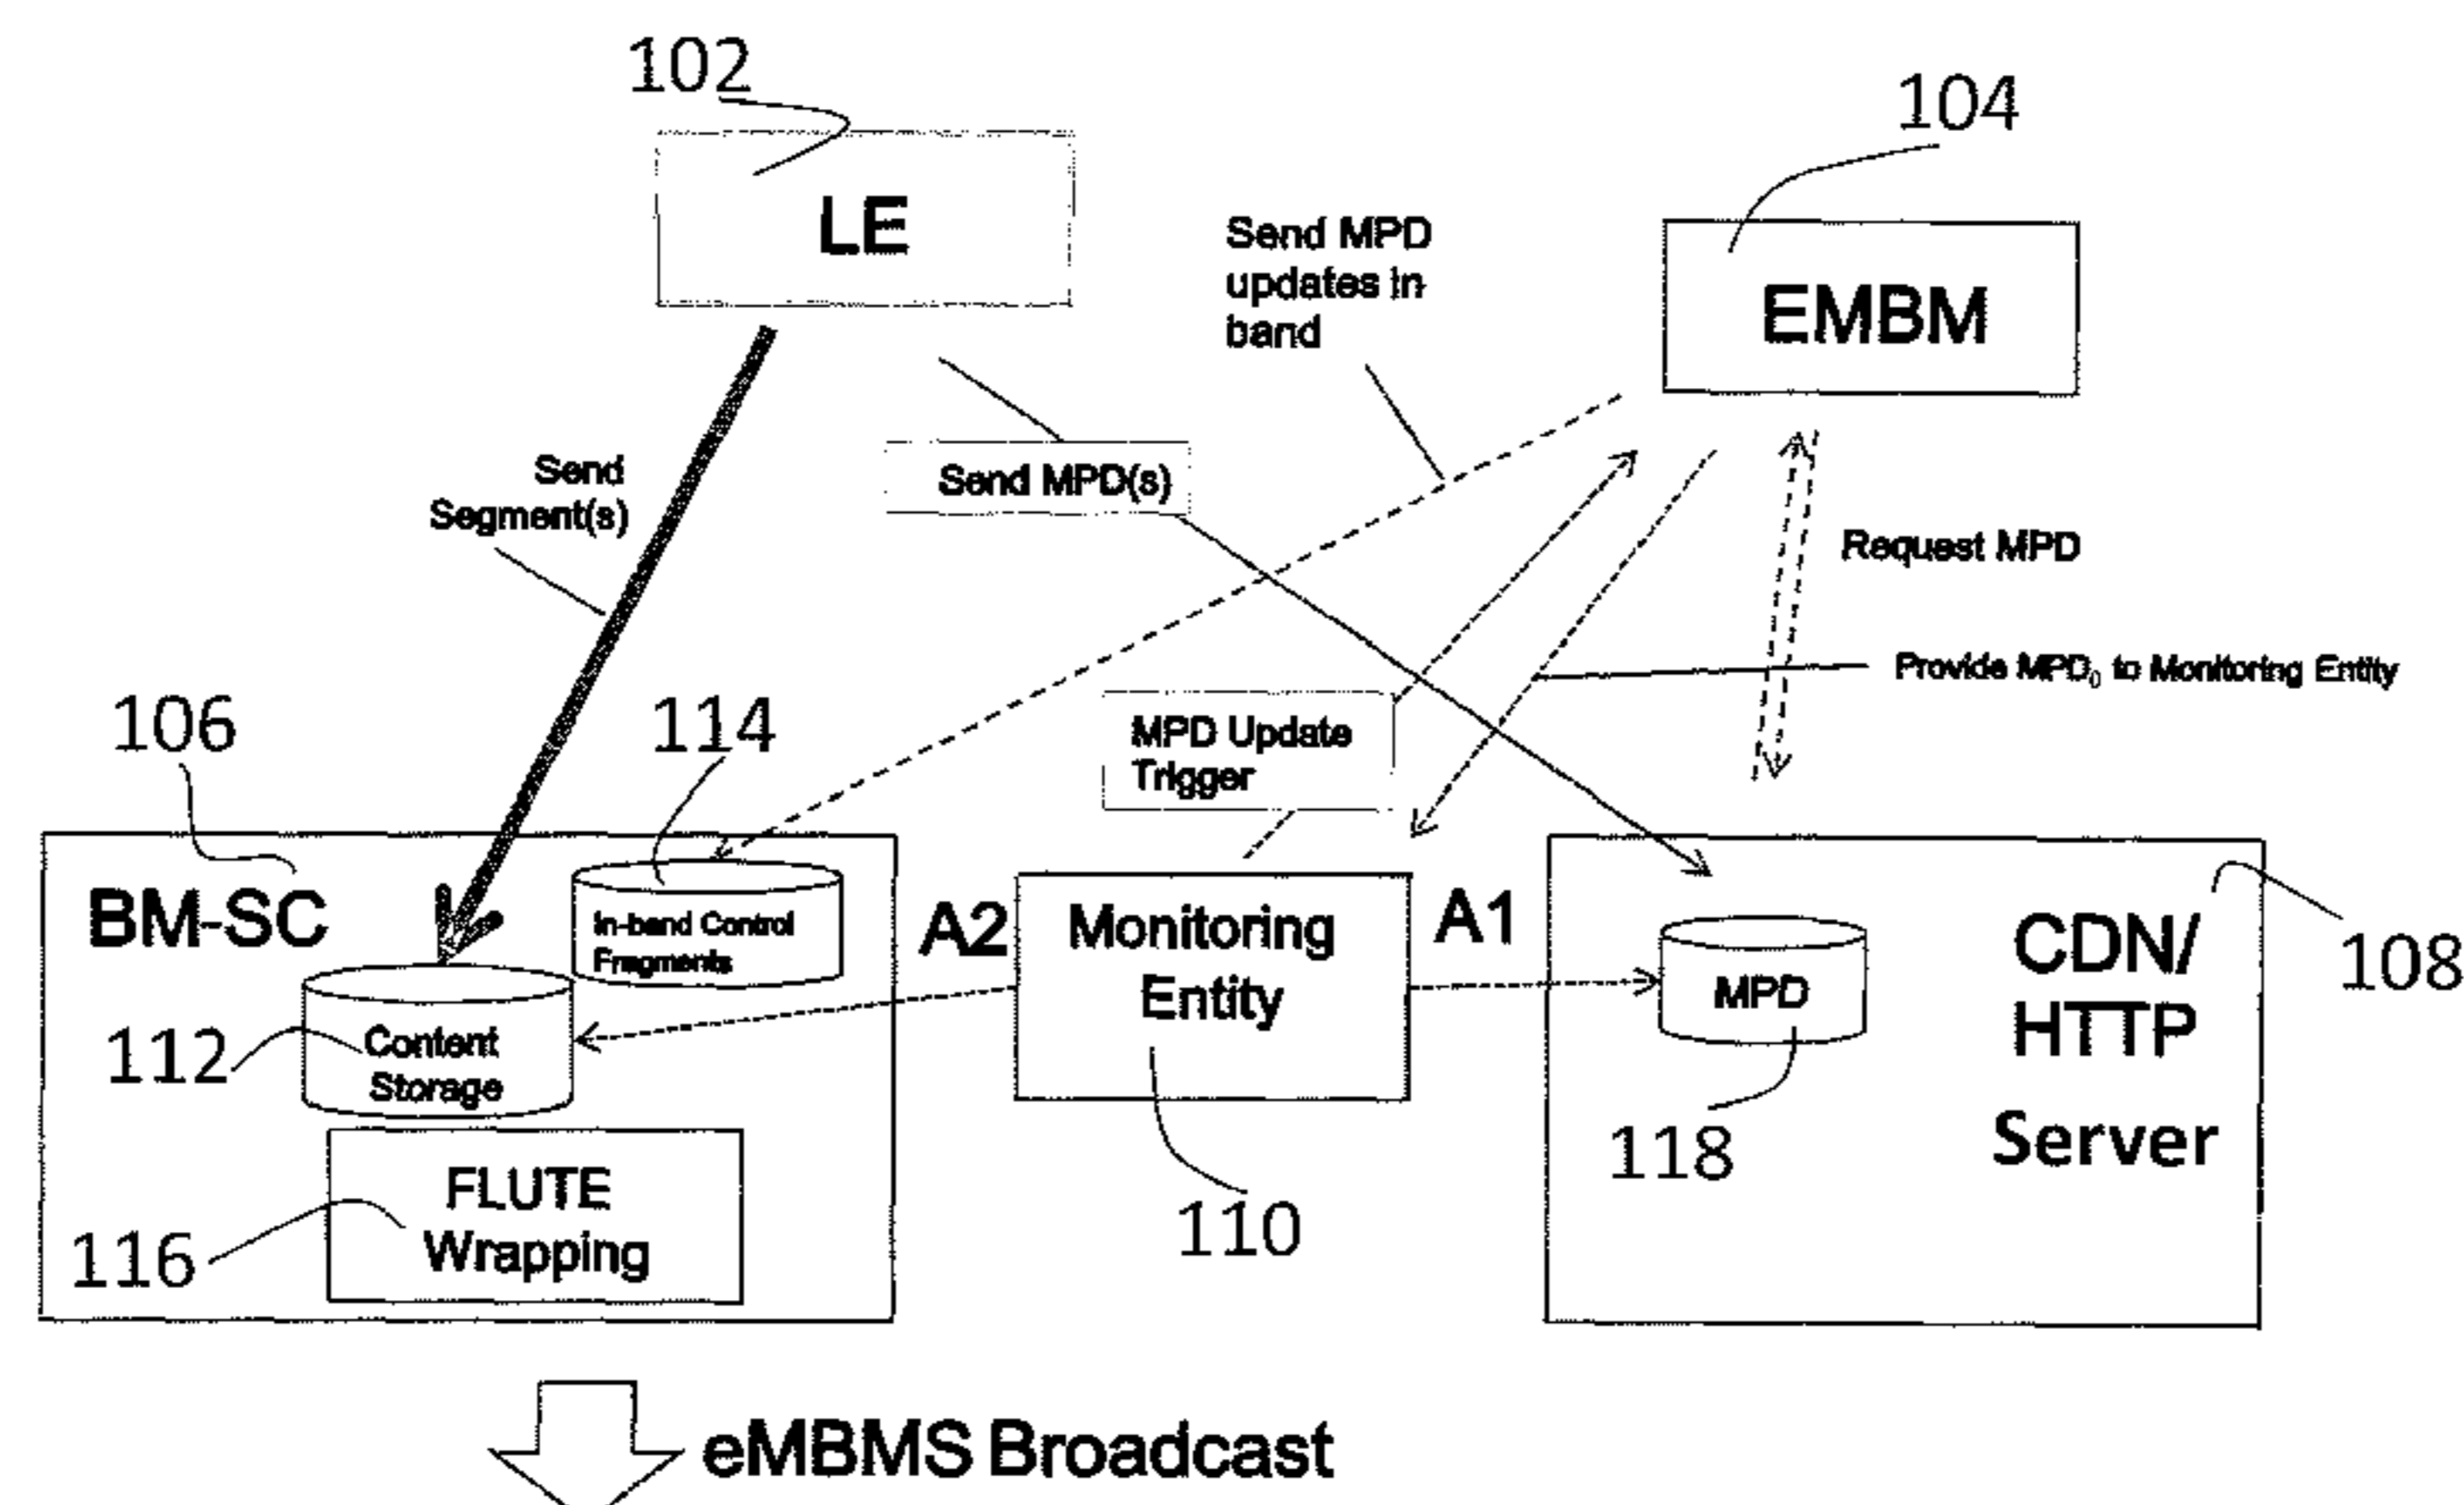 102
104
LE
Send MPD
updates in
band
EMBM
Send
Segment(s)
Send MPD(s)
Request MPD
Provide MPD₀ to Monitoring Entity
106
114
MPD Update
Trigger
BM-SC
In-band Control
Fragments
A2
Monitoring
Entity
A1
MPD
CDN/
HTTP
Server
108
112
Content
Storage
118
110
FLUTE
Wrapping
116
eMBMS Broadcast